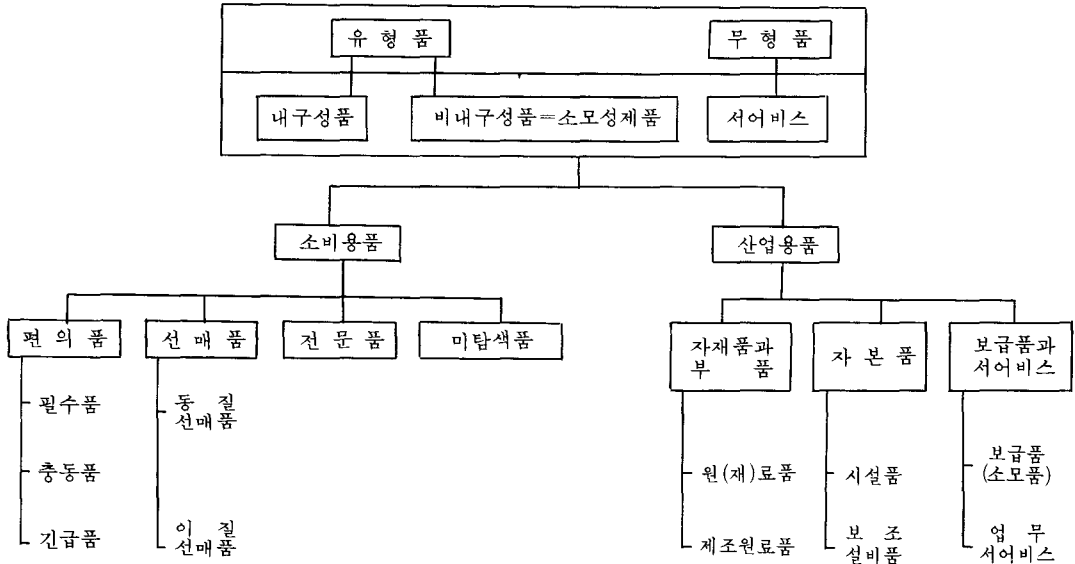 유 형 품
무 형 품
내구성품
비내구성품=소모성제품
서어비스
소비용품
산업용품
편 의 품
선 매 품
전 문 품
미탐색품
자재품과
부 품
자 본 품
보급품과
서어비스
필수품
충동품
긴급품
동 질
선매품
이 질
선매품
원(재)료품
제조원료품
시설품
보 조
설비품
보급품
(소모품)
업 무
서어비스